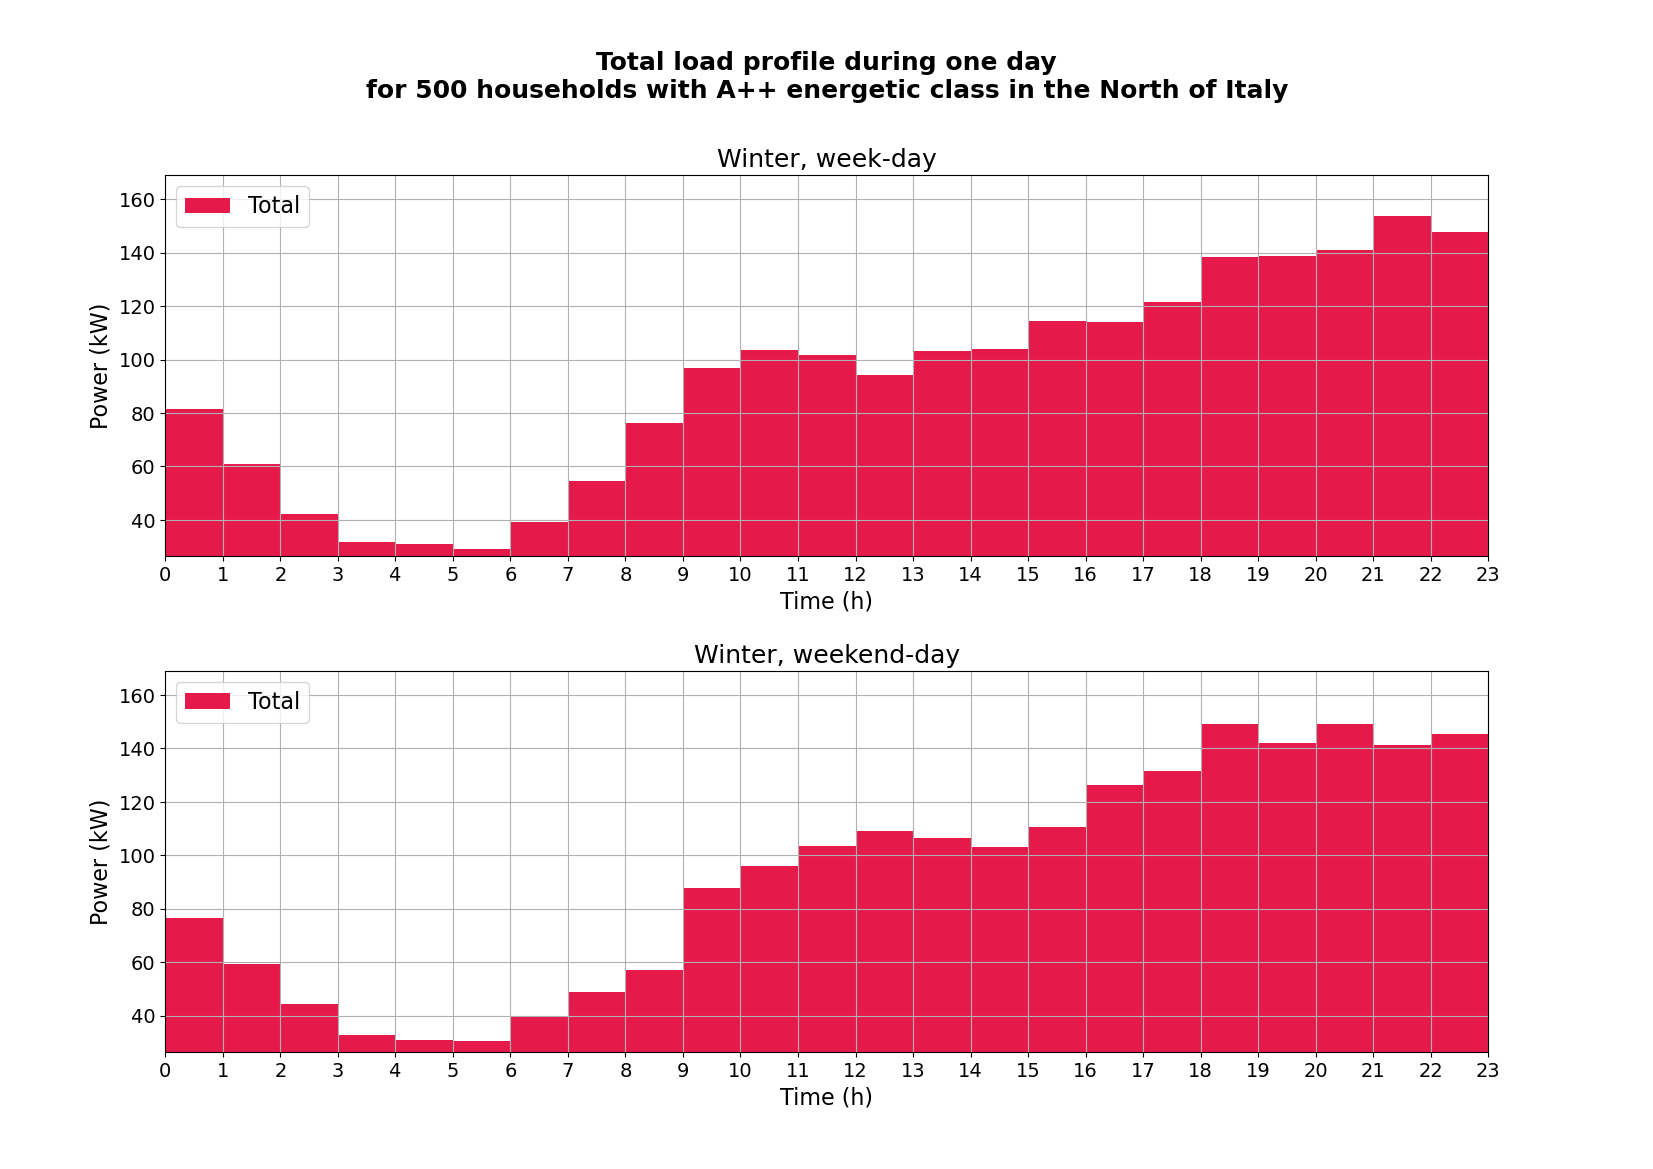 Total load profile during one day
for 500 households with A++ energetic class in the North of Italy
Winter, week-day
Total
160
140
120
100
80
60
40
Power (kW)
0 1 2 3 4 5 6 7 8 9 10 11 12 13 14 15 16 17 18 19 20 21 22 23
Time (h)
Winter, weekend-day
Total
160
140
120
100
80
60
40
Power (kW)
0 1 2 3 4 5 6 7 8 9 10 11 12 13 14 15 16 17 18 19 20 21 22 23
Time (h)